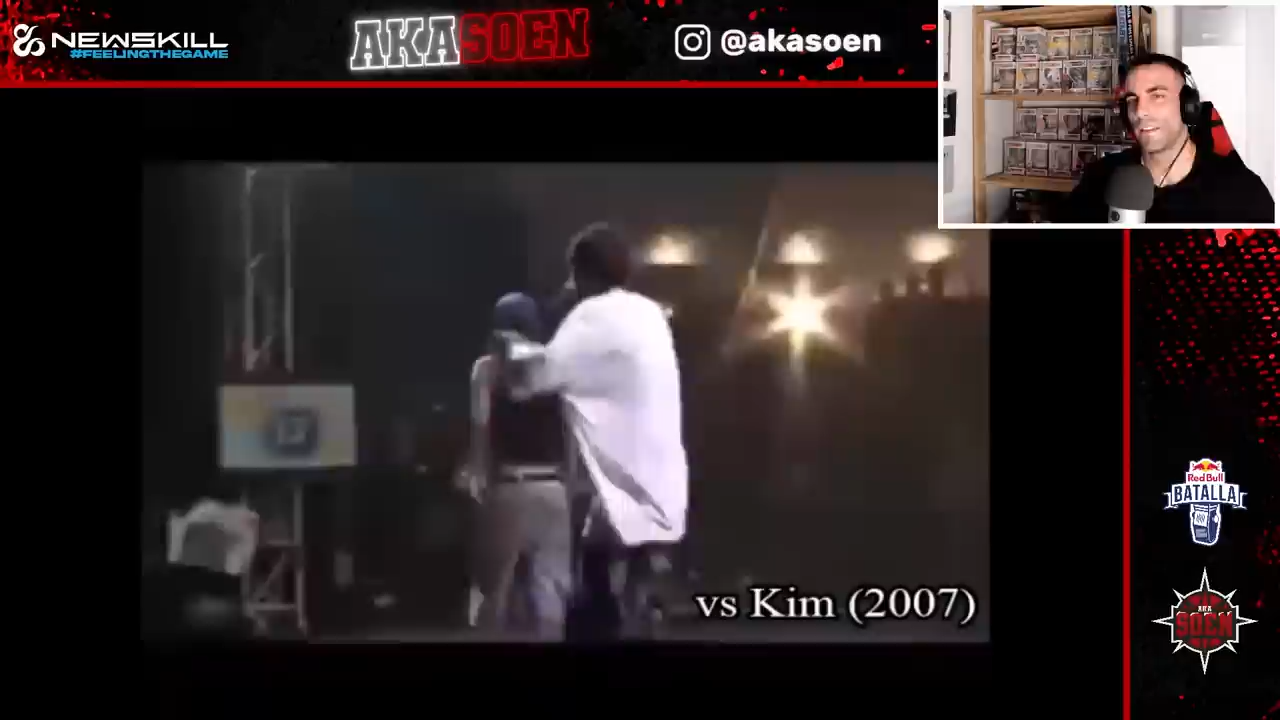 NEWSKILL
#FEELINGTHEGAME
AKASOEN
@akasoen
vs Kim (2007)
Red Bull
BATALLA
AKA
SOEN